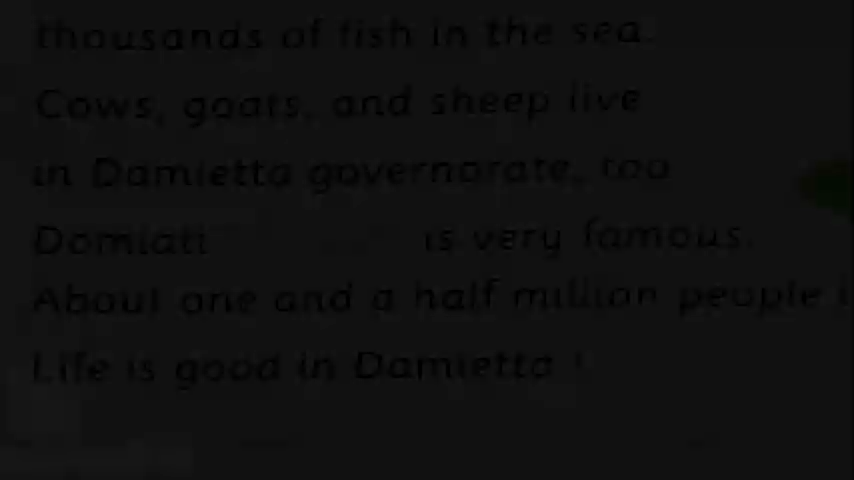 thousands of fish in the sea.
Cows, goats, and sheep live
in Damietta governorate, too
Domiati is very famous.
About one and a half million people
Life is good in Damietta !